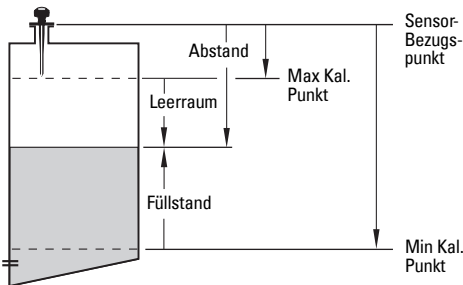 Sensor-
Bezugs-
punkt
Abstand
Max Kal.
Punkt
Leerraum
Füllstand
Min Kal.
Punkt